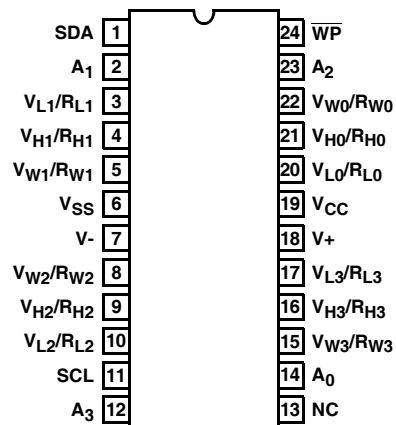 SDA 1 24 WP
A1 2 23 A2
VL1/RL1 3 22 VW0/RW0
VH1/RH1 4 21 VH0/RH0
VW1/RW1 5 20 VL0/RL0
VSS 6 19 VCC
V- 7 18 V+
VW2/RW2 8 17 VL3/RL3
VH2/RH2 9 16 VH3/RH3
VL2/RL2 10 15 VW3/RW3
SCL 11 14 A0
A3 12 13 NC